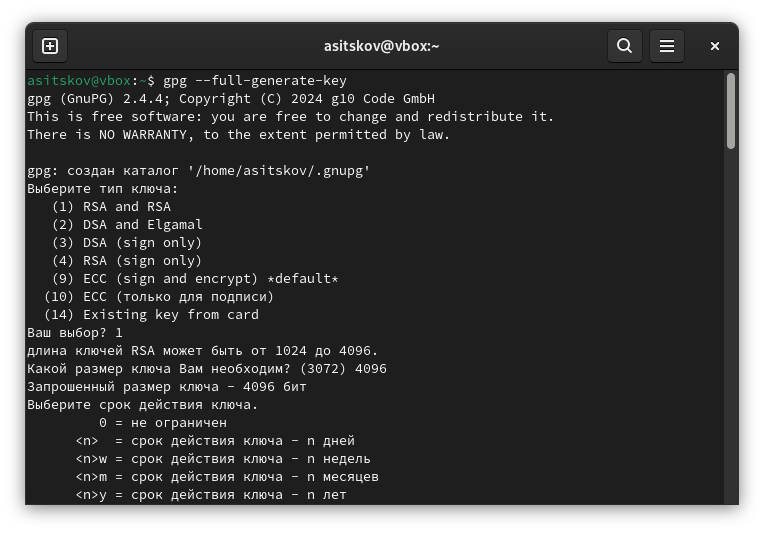 asitskov@vbox:~
asitskov@vbox:~$ gpg --full-generate-key
gpg (GnuPG) 2.4.4; Copyright (C) 2024 g10 Code GmbH
This is free software: you are free to change and redistribute it.
There is NO WARRANTY, to the extent permitted by law.
gpg: создан каталог '/home/asitskov/.gnupg'
Выберите тип ключа:
(1) RSA and RSA
(2) DSA and Elgamal
(3) DSA (sign only)
(4) RSA (sign only)
(9) ECC (sign and encrypt) *default*
(10) ECC (только для подписи)
(14) Existing key from card
Ваш выбор? 1
длина ключей RSA может быть от 1024 до 4096.
Какой размер ключа Вам необходим? (3072) 4096
Запрошенный размер ключа - 4096 бит
Выберите срок действия ключа.
0 = не ограничен
<n>  = срок действия ключа - n дней
<n>w = срок действия ключа - n недель
<n>m = срок действия ключа - n месяцев
<n>y = срок действия ключа - n лет